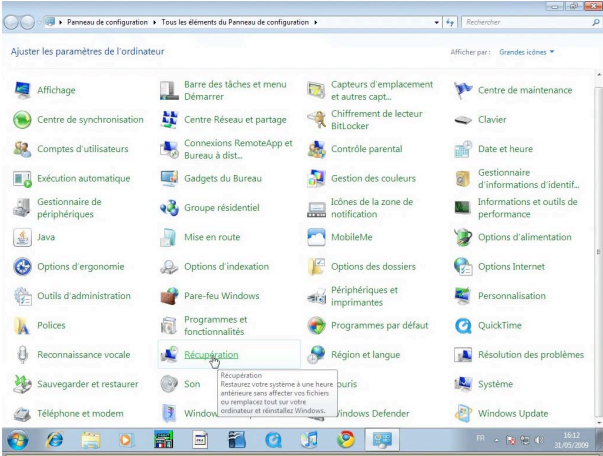 Panneau de configuration ▸ Tous les éléments du Panneau de configuration ▸
Rechercher
Ajuster les paramètres de l'ordinateur
Afficher par : Grandes icônes
Affichage
Barre des tâches et menu Démarrer
Capteurs d'emplacement et autres capt...
Centre de maintenance
Centre de synchronisation
Centre Réseau et partage
Chiffrement de lecteur BitLocker
Clavier
Comptes d'utilisateurs
Connexions RemoteApp et Bureau à dist...
Contrôle parental
Date et heure
Exécution automatique
Gadgets du Bureau
Gestion des couleurs
Gestionnaire d'informations d'identif...
Gestionnaire de périphériques
Groupe résidentiel
Icônes de la zone de notification
Informations et outils de performance
Java
Mise en route
MobileMe
Options d'alimentation
Options d'ergonomie
Options d'indexation
Options des dossiers
Options Internet
Outils d'administration
Pare-feu Windows
Périphériques et imprimantes
Personnalisation
Polices
Programmes et fonctionnalités
Programmes par défaut
QuickTime
Reconnaissance vocale
Récupération
Région et langue
Résolution des problèmes
Récupération
Restaurez votre système à une heure
antérieure sans affecter vos fichiers
ou remplacez tout sur votre
ordinateur et réinstallez Windows.
Sauvegarder et restaurer
Son
ouris
Système
Téléphone et modem
Window
Windows Defender
Windows Update
FR
16:12
31/05/2009